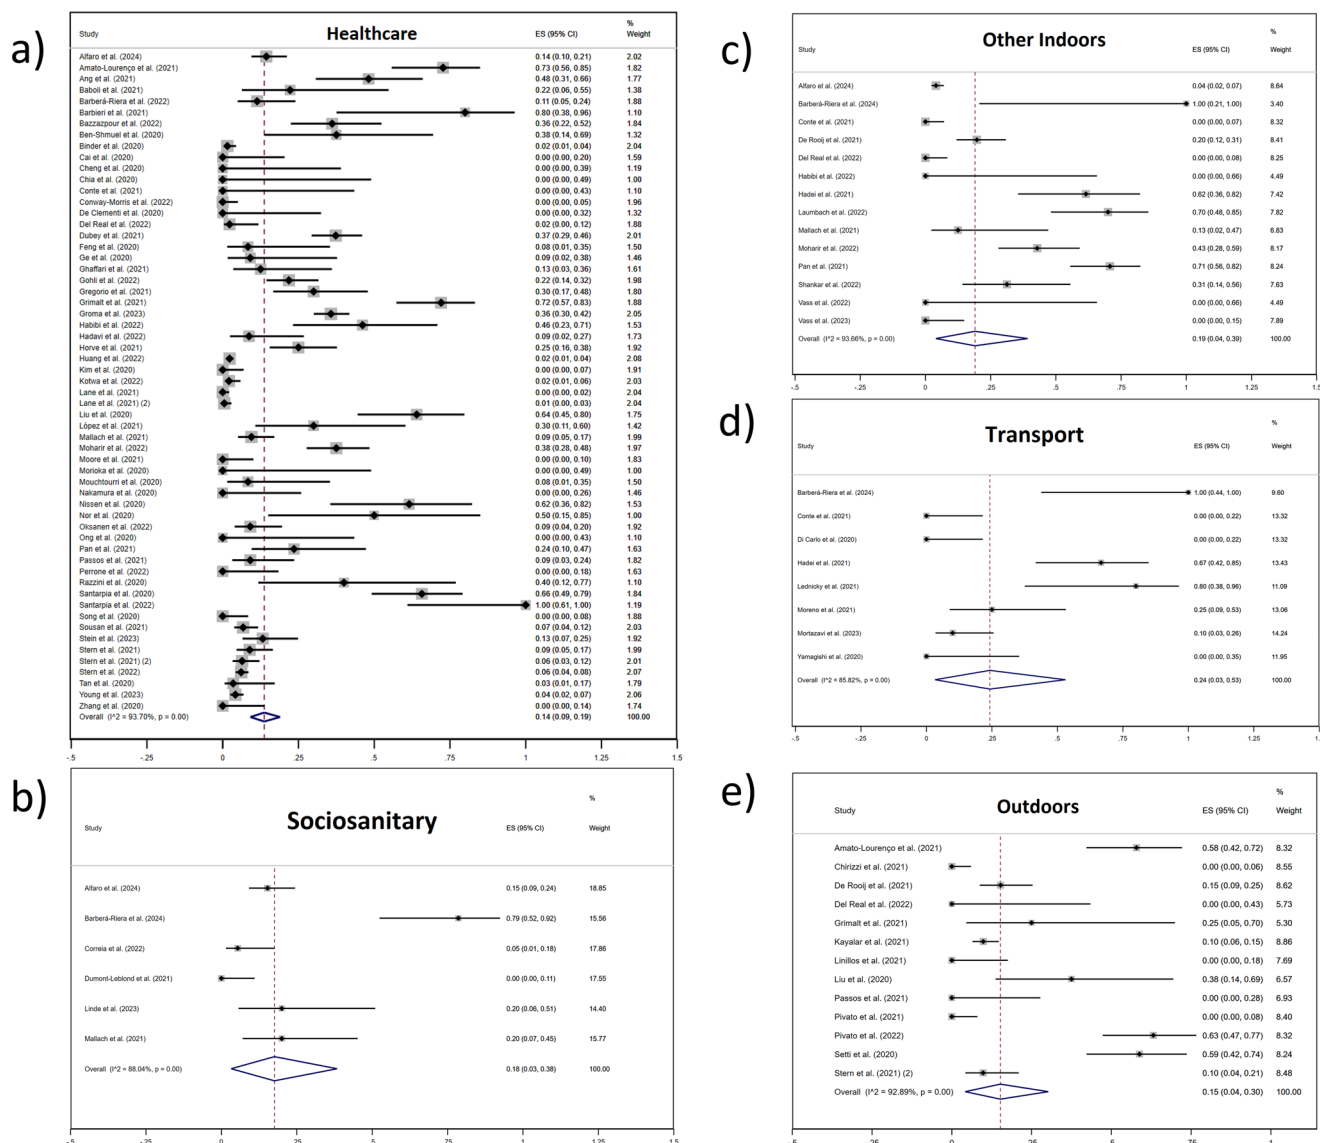 a)
Healthcare
%
Study ES (95% CI) Weight
Alfaro et al. (2024) 0.14 (0.10, 0.21) 2.02
Amato-Lourenço et al. (2021) 0.73 (0.56, 0.85) 1.82
Ang et al. (2021) 0.48 (0.31, 0.66) 1.77
Baboli et al. (2021) 0.22 (0.06, 0.55) 1.38
Barberá-Riera et al. (2022) 0.11 (0.05, 0.24) 1.88
Barbieri et al. (2021) 0.80 (0.38, 0.96) 1.10
Bazzazpour et al. (2022) 0.36 (0.22, 0.52) 1.84
Ben-Shmuel et al. (2020) 0.38 (0.14, 0.69) 1.32
Binder et al. (2020) 0.02 (0.01, 0.04) 2.04
Cai et al. (2020) 0.00 (0.00, 0.20) 1.59
Cheng et al. (2020) 0.00 (0.00, 0.39) 1.19
Chia et al. (2020) 0.00 (0.00, 0.49) 1.00
Conte et al. (2021) 0.00 (0.00, 0.43) 1.10
Conway-Morris et al. (2022) 0.00 (0.00, 0.05) 1.96
De Clementi et al. (2020) 0.00 (0.00, 0.32) 1.32
Del Real et al. (2022) 0.02 (0.00, 0.12) 1.88
Dubey et al. (2021) 0.37 (0.29, 0.46) 2.01
Feng et al. (2020) 0.08 (0.01, 0.35) 1.50
Ge et al. (2020) 0.09 (0.02, 0.38) 1.46
Ghaffari et al. (2021) 0.13 (0.03, 0.36) 1.61
Gohli et al. (2022) 0.22 (0.14, 0.32) 1.98
Gregorio et al. (2021) 0.30 (0.17, 0.48) 1.80
Grimalt et al. (2021) 0.72 (0.57, 0.83) 1.88
Groma et al. (2023) 0.36 (0.30, 0.42) 2.05
Habibi et al. (2022) 0.46 (0.23, 0.71) 1.53
Hadavi et al. (2022) 0.09 (0.02, 0.27) 1.73
Horve et al. (2021) 0.25 (0.16, 0.38) 1.92
Huang et al. (2022) 0.02 (0.01, 0.04) 2.08
Kim et al. (2020) 0.00 (0.00, 0.07) 1.91
Kotwa et al. (2022) 0.02 (0.01, 0.06) 2.03
Lane et al. (2021) 0.00 (0.00, 0.02) 2.04
Lane et al. (2021) (2) 0.01 (0.00, 0.03) 2.04
Liu et al. (2020) 0.64 (0.45, 0.80) 1.75
López et al. (2021) 0.30 (0.11, 0.60) 1.42
Mallach et al. (2021) 0.09 (0.05, 0.17) 1.99
Moharir et al. (2022) 0.38 (0.28, 0.48) 1.97
Moore et al. (2021) 0.00 (0.00, 0.10) 1.83
Morioka et al. (2020) 0.00 (0.00, 0.49) 1.00
Mouchtourri et al. (2020) 0.08 (0.01, 0.35) 1.50
Nakamura et al. (2020) 0.00 (0.00, 0.26) 1.46
Nissen et al. (2020) 0.62 (0.36, 0.82) 1.53
Nor et al. (2020) 0.50 (0.15, 0.85) 1.00
Oksanen et al. (2022) 0.09 (0.04, 0.20) 1.92
Ong et al. (2020) 0.00 (0.00, 0.43) 1.10
Pan et al. (2021) 0.24 (0.10, 0.47) 1.63
Passos et al. (2021) 0.09 (0.03, 0.24) 1.82
Perrone et al. (2022) 0.00 (0.00, 0.18) 1.63
Razzini et al. (2020) 0.40 (0.12, 0.77) 1.10
Santarpia et al. (2020) 0.66 (0.49, 0.79) 1.84
Santarpia et al. (2022) 1.00 (0.61, 1.00) 1.19
Song et al. (2020) 0.00 (0.00, 0.08) 1.88
Sousan et al. (2021) 0.07 (0.04, 0.12) 2.03
Stein et al. (2023) 0.13 (0.07, 0.25) 1.92
Stern et al. (2021) 0.09 (0.05, 0.17) 1.99
Stern et al. (2021) (2) 0.06 (0.03, 0.12) 2.01
Stern et al. (2022) 0.06 (0.04, 0.08) 2.07
Tan et al. (2020) 0.03 (0.01, 0.17) 1.79
Young et al. (2023) 0.04 (0.02, 0.07) 2.06
Zhang et al. (2020) 0.00 (0.00, 0.14) 1.74
Overall (I^2 = 93.70%, p = 0.00) 0.14 (0.09, 0.19) 100.00
-.5 -.25 0 .25 .5 .75 1 1.25 1.5
b)
Sociosanitary
%
Study ES (95% CI) Weight
Alfaro et al. (2024) 0.15 (0.09, 0.24) 18.85
Barberá-Riera et al. (2024) 0.79 (0.52, 0.92) 15.56
Correia et al. (2022) 0.05 (0.01, 0.18) 17.86
Dumont-Leblond et al. (2021) 0.00 (0.00, 0.11) 17.55
Linde et al. (2023) 0.20 (0.06, 0.51) 14.40
Mallach et al. (2021) 0.20 (0.07, 0.45) 15.77
Overall (I^2 = 88.04%, p = 0.00) 0.18 (0.03, 0.38) 100.00
-.5 -.25 0 .25 .5 .75 1 1.25 1.5
c)
Other Indoors
%
Study ES (95% CI) Weight
Alfaro et al. (2024) 0.04 (0.02, 0.07) 8.64
Barberá-Riera et al. (2024) 1.00 (0.21, 1.00) 3.40
Conte et al. (2021) 0.00 (0.00, 0.07) 8.32
De Rooij et al. (2021) 0.20 (0.12, 0.31) 8.41
Del Real et al. (2022) 0.00 (0.00, 0.08) 8.25
Habibi et al. (2022) 0.00 (0.00, 0.66) 4.49
Hadei et al. (2021) 0.62 (0.36, 0.82) 7.42
Laumbach et al. (2022) 0.70 (0.48, 0.85) 7.82
Mallach et al. (2021) 0.13 (0.02, 0.47) 6.83
Moharir et al. (2022) 0.43 (0.28, 0.59) 8.17
Pan et al. (2021) 0.71 (0.56, 0.82) 8.24
Shankar et al. (2022) 0.31 (0.14, 0.56) 7.63
Vass et al. (2022) 0.00 (0.00, 0.66) 4.49
Vass et al. (2023) 0.00 (0.00, 0.15) 7.89
Overall (I^2 = 93.66%, p = 0.00) 0.19 (0.04, 0.39) 100.00
-.5 -.25 0 .25 .5 .75 1 1.25 1.5
d)
Transport
%
Study ES (95% CI) Weight
Barberá-Riera et al. (2024) 1.00 (0.44, 1.00) 9.60
Conte et al. (2021) 0.00 (0.00, 0.22) 13.32
Di Carlo et al. (2020) 0.00 (0.00, 0.22) 13.32
Hadei et al. (2021) 0.67 (0.42, 0.85) 13.43
Lednicky et al. (2021) 0.80 (0.38, 0.96) 11.09
Moreno et al. (2021) 0.25 (0.09, 0.53) 13.06
Mortazavi et al. (2023) 0.10 (0.03, 0.26) 14.24
Yamagishi et al. (2020) 0.00 (0.00, 0.35) 11.95
Overall (I^2 = 85.82%, p = 0.00) 0.24 (0.03, 0.53) 100.00
-.5 -.25 0 .25 .5 .75 1 1.25 1.5
e)
Outdoors
%
Study ES (95% CI) Weight
Amato-Lourenço et al. (2021) 0.58 (0.42, 0.72) 8.32
Chirizzi et al. (2021) 0.00 (0.00, 0.06) 8.55
De Rooij et al. (2021) 0.15 (0.09, 0.25) 8.62
Del Real et al. (2022) 0.00 (0.00, 0.43) 5.73
Grimalt et al. (2021) 0.25 (0.05, 0.70) 5.30
Kayalar et al. (2021) 0.10 (0.06, 0.15) 8.86
Linillos et al. (2021) 0.00 (0.00, 0.18) 7.69
Liu et al. (2020) 0.38 (0.14, 0.69) 6.57
Passos et al. (2021) 0.00 (0.00, 0.28) 6.93
Pivato et al. (2021) 0.00 (0.00, 0.08) 8.40
Pivato et al. (2022) 0.63 (0.47, 0.77) 8.32
Setti et al. (2020) 0.59 (0.42, 0.74) 8.24
Stern et al. (2021) (2) 0.10 (0.04, 0.21) 8.48
Overall (I^2 = 92.89%, p = 0.00) 0.15 (0.04, 0.30) 100.00
-.5 0 .5 1